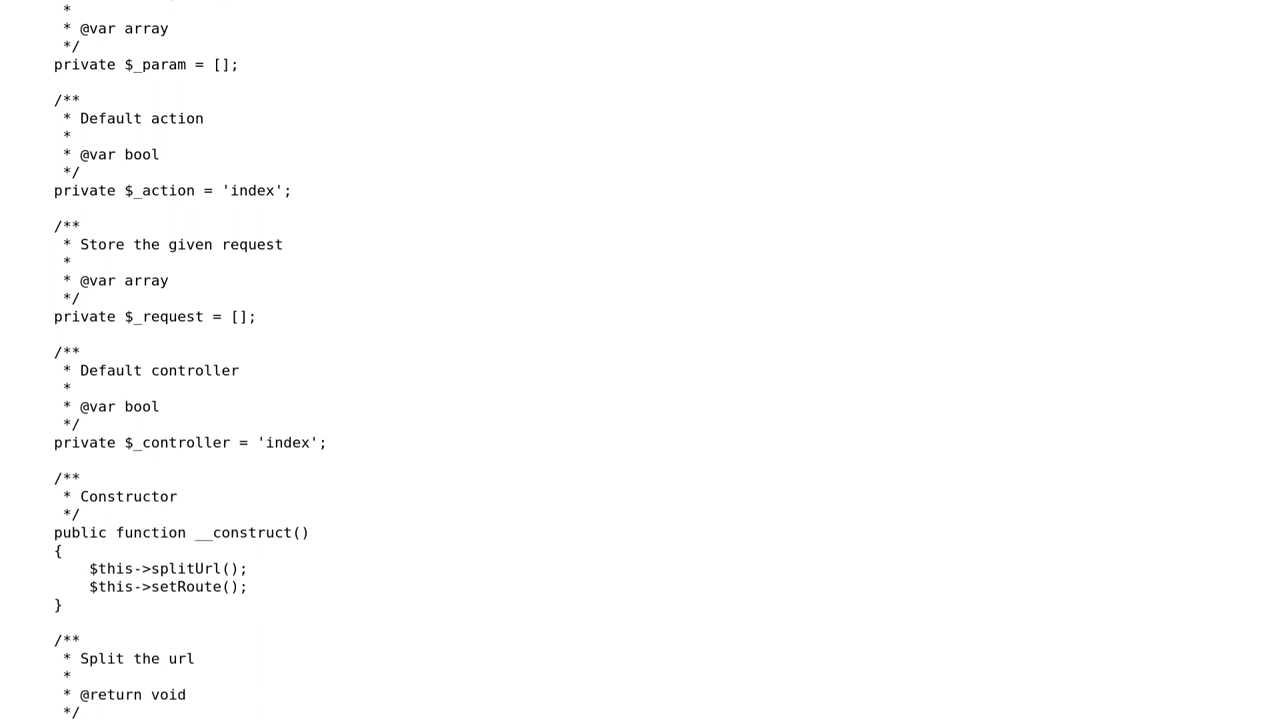 *
     * @var array
     */
    private $_param = [];

    /**
     * Default action
     *
     * @var bool
     */
    private $_action = 'index';

    /**
     * Store the given request
     *
     * @var array
     */
    private $_request = [];

    /**
     * Default controller
     *
     * @var bool
     */
    private $_controller = 'index';

    /**
     * Constructor
     */
    public function __construct()
    {
        $this->splitUrl();
        $this->setRoute();
    }

    /**
     * Split the url
     *
     * @return void
     */